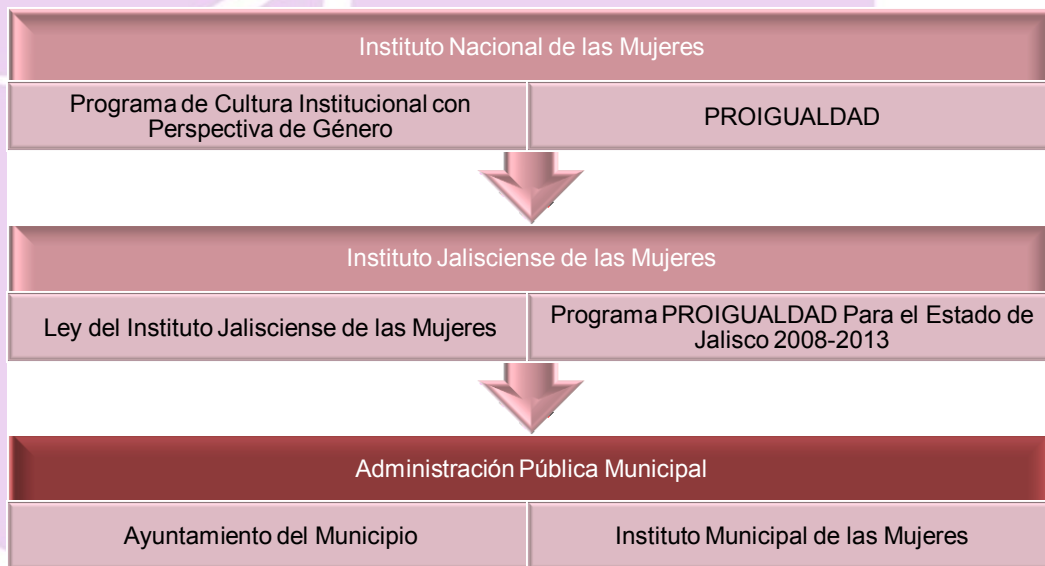 Instituto Nacional de las Mujeres
Programa de Cultura Institucional con
Perspectiva de Género
PROIGUALDAD
Instituto Jalisciense de las Mujeres
Ley del Instituto Jalisciense de las Mujeres
Programa PROIGUALDAD Para el Estado de
Jalisco 2008-2013
Administración Pública Municipal
Ayuntamiento del Municipio
Instituto Municipal de las Mujeres